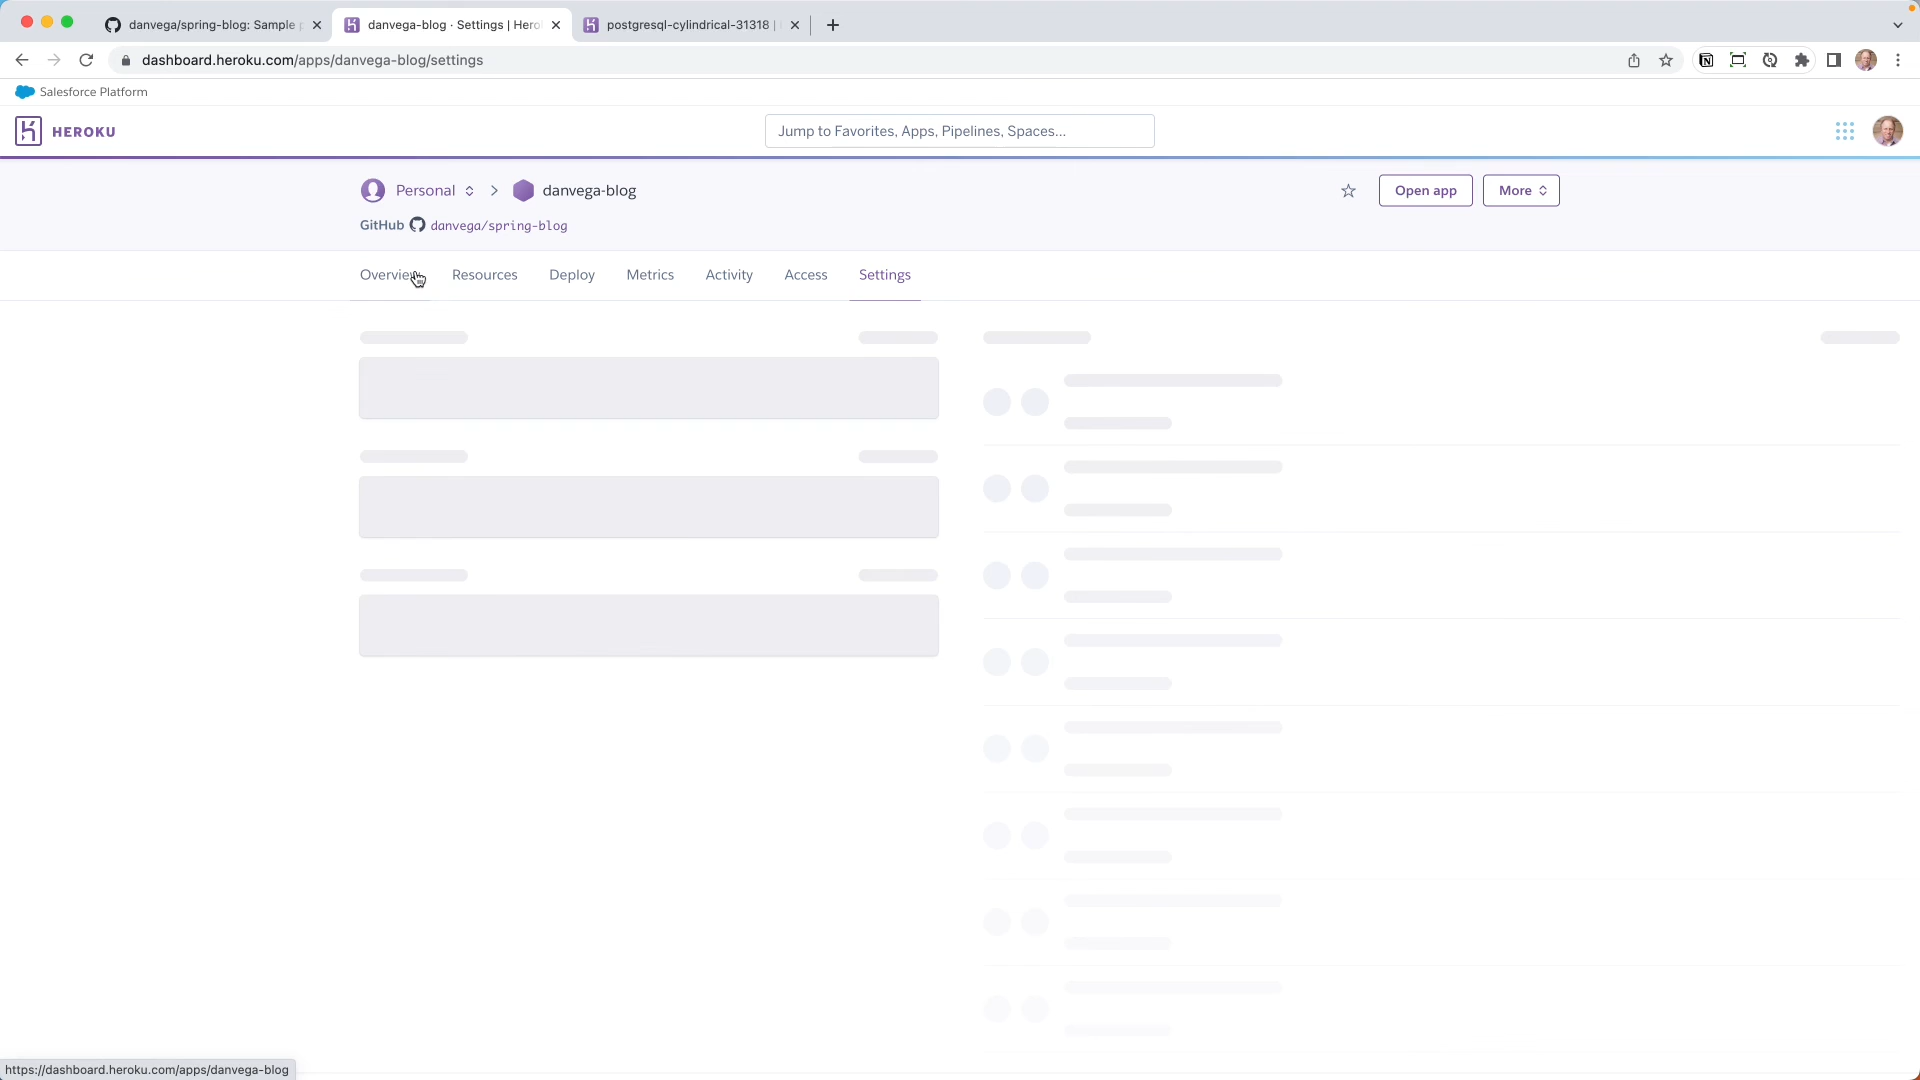 danvega/spring-blog: Sample p
danvega-blog · Settings | Hero
postgresql-cylindrical-31318 |
dashboard.heroku.com/apps/danvega-blog/settings
Salesforce Platform
HEROKU
Jump to Favorites, Apps, Pipelines, Spaces...
Personal
danvega-blog
Open app
More
GitHub danvega/spring-blog
Overview
Resources
Deploy
Metrics
Activity
Access
Settings
https://dashboard.heroku.com/apps/danvega-blog